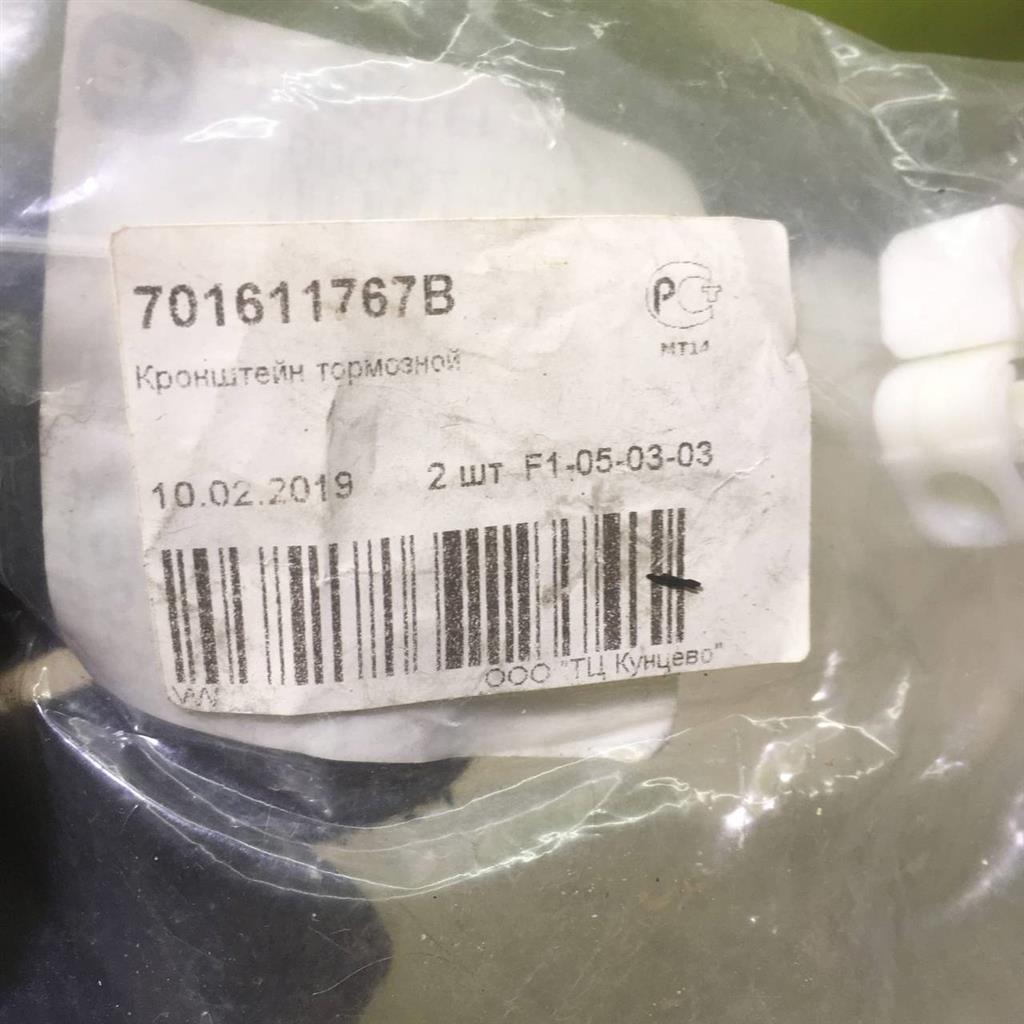 701611767B
РСТ
МТ14
Кронштейн тормозной
10.02.2019 2 шт F1-05-03-03
VW
ООО "ТЦ Кунцево"